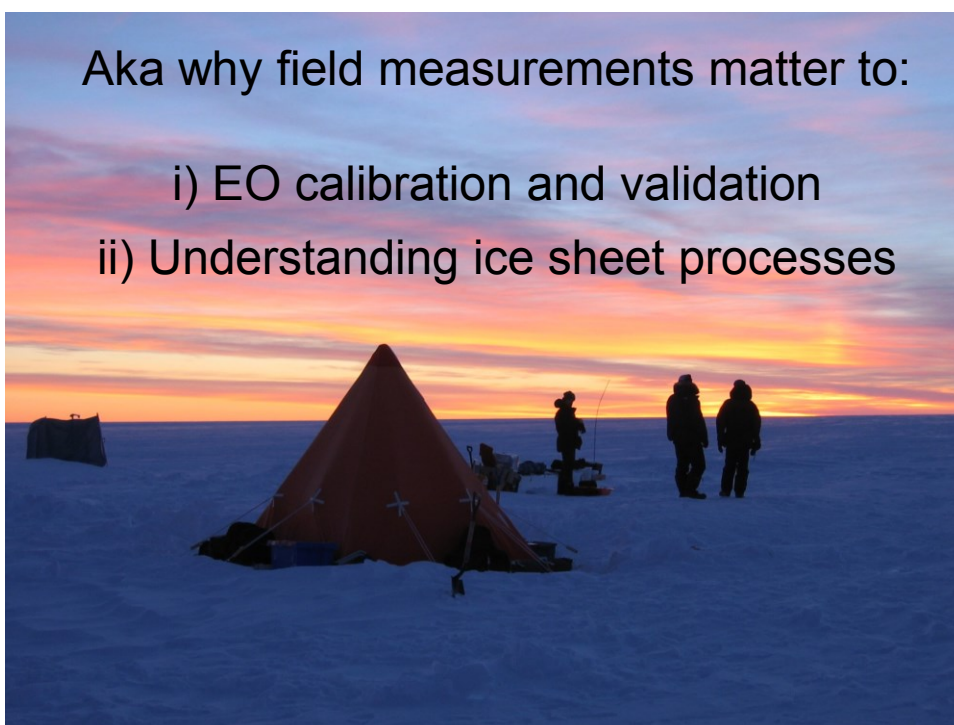 Aka why field measurements matter to:
i) EO calibration and validation
ii) Understanding ice sheet processes